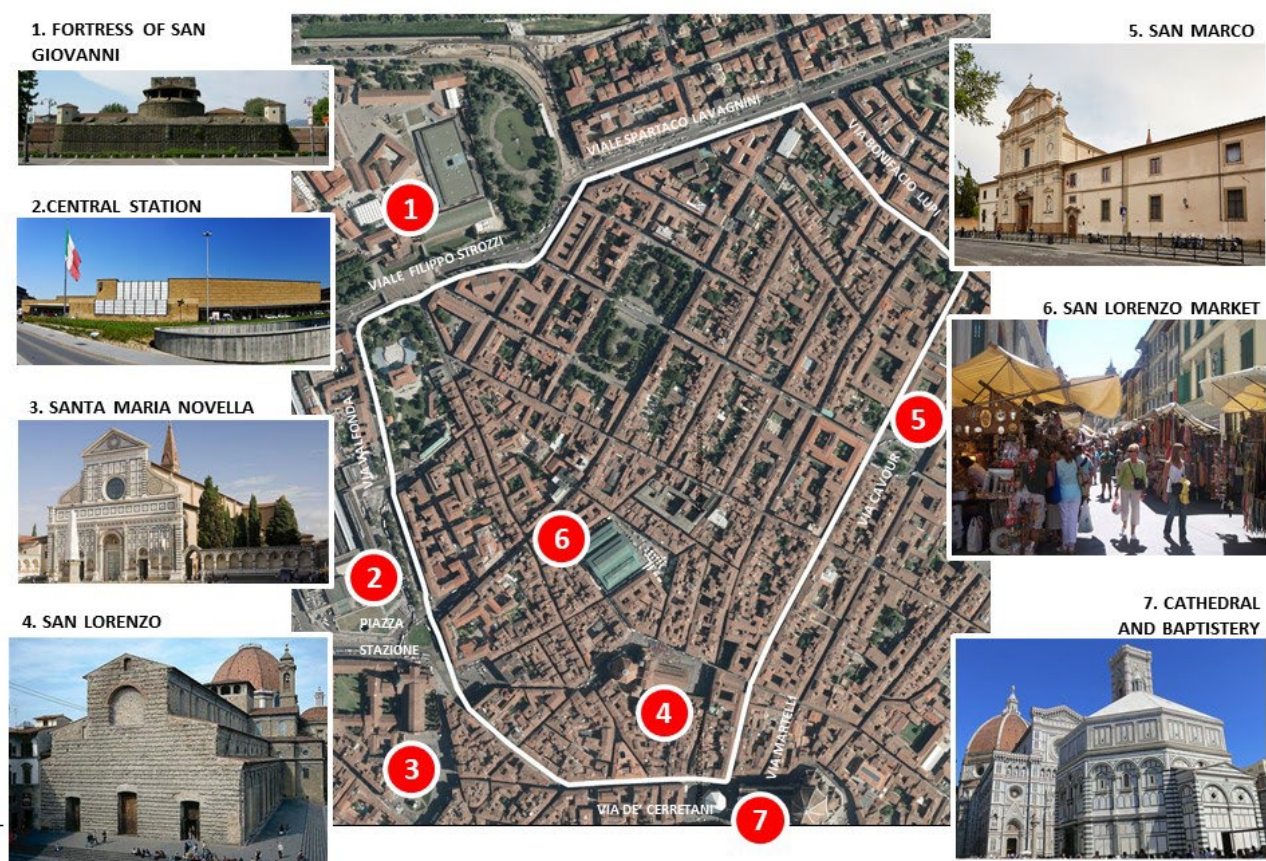 1. FORTRESS OF SAN
GIOVANNI
2.CENTRAL STATION
3. SANTA MARIA NOVELLA
4. SAN LORENZO
VIALE SPARTACO LAVAGNINI
VIA BONIFACIO LUPI
1
VIALE FILIPPO STROZZI
VIA VALFONDA
5
VIA CAVOUR
6
2
PIAZZA
STAZIONE
4
VIA MARTELLI
3
VIA DE' CERRETANI
7
5. SAN MARCO
6. SAN LORENZO MARKET
7. CATHEDRAL
AND BAPTISTERY